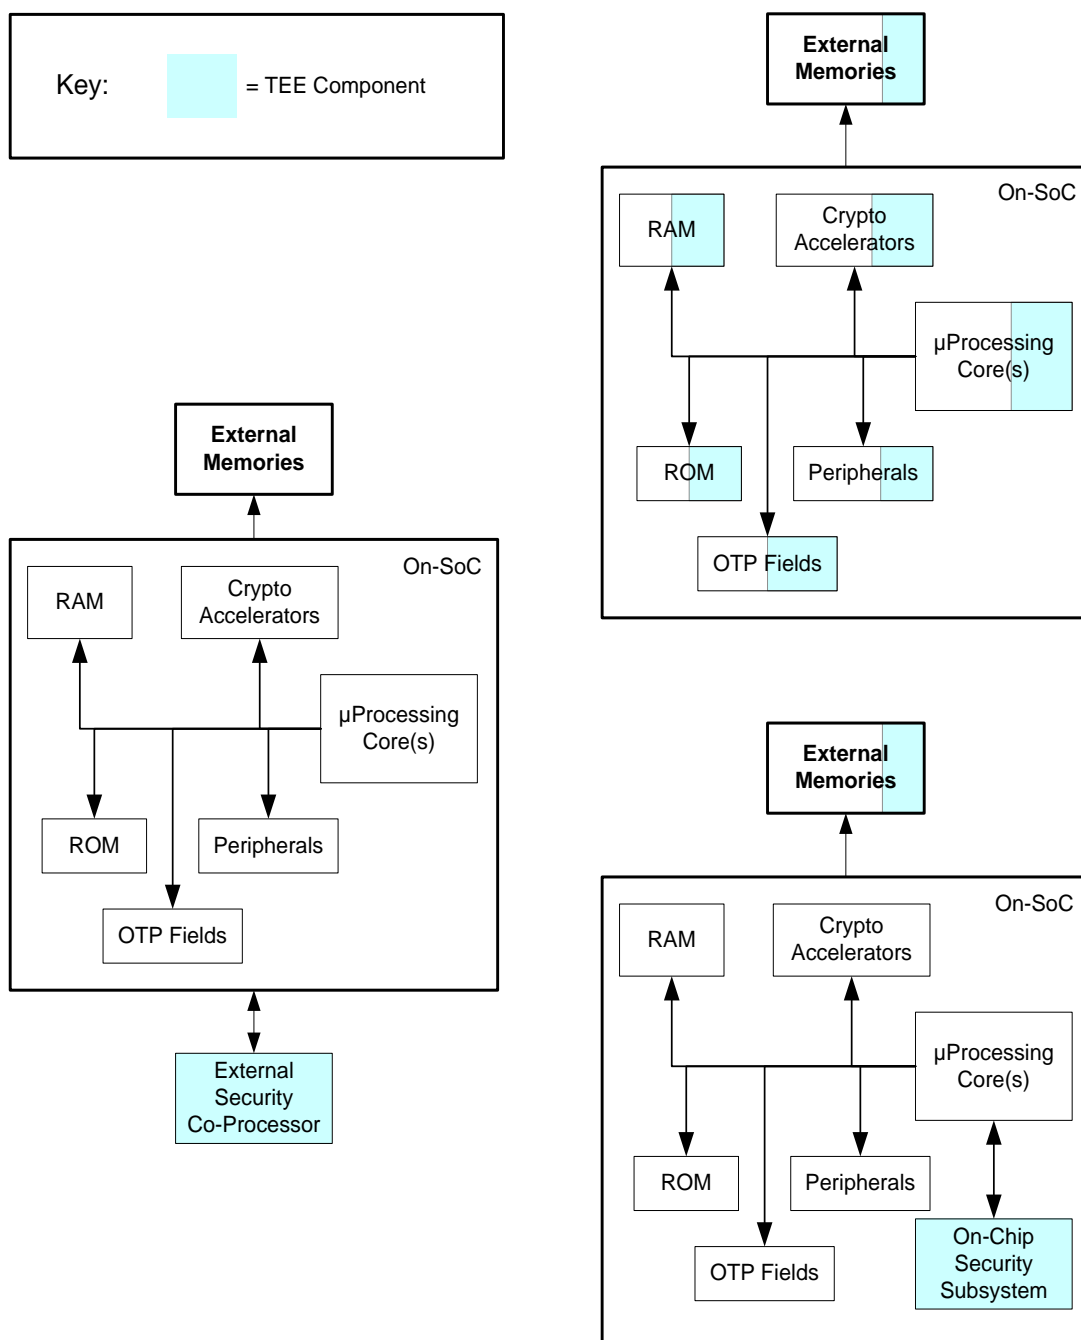 Key:
= TEE Component
External
Memories
On-SoC
RAM
Crypto
Accelerators
µProcessing
Core(s)
ROM
Peripherals
OTP Fields
External
Memories
On-SoC
RAM
Crypto
Accelerators
µProcessing
Core(s)
ROM
Peripherals
OTP Fields
External
Security
Co-Processor
External
Memories
On-SoC
RAM
Crypto
Accelerators
µProcessing
Core(s)
ROM
Peripherals
OTP Fields
On-Chip
Security
Subsystem